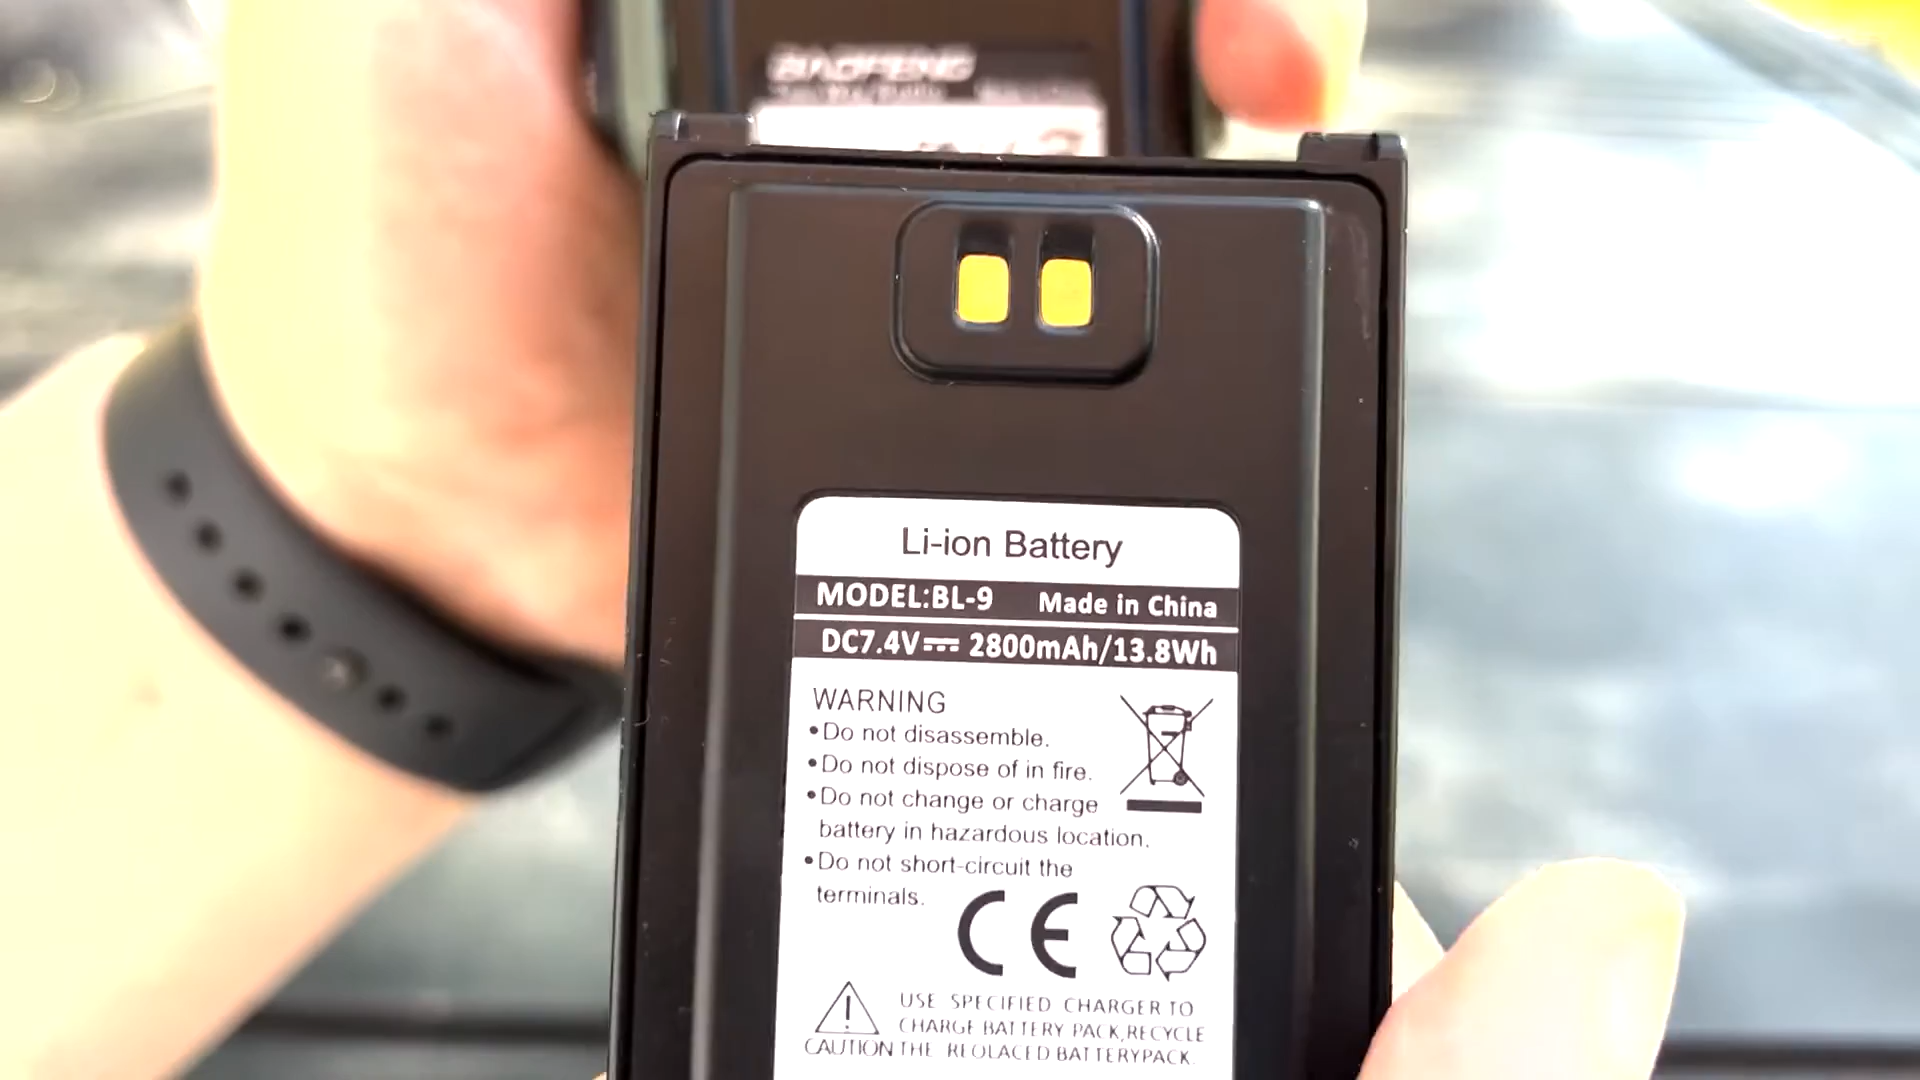 BAOFENG
Li-ion Battery
MODEL:BL-9 Made in China
DC7.4V⎓ 2800mAh/13.8Wh
WARNING
•Do not disassemble.
•Do not dispose of in fire.
•Do not change or charge
battery in hazardous location.
•Do not short-circuit the
terminals.
CE
USE SPECIFIED CHARGER TO
CHARGE BATTERY PACK,RECYCLE
CAUTION THE REOLACED BATTERYPACK.